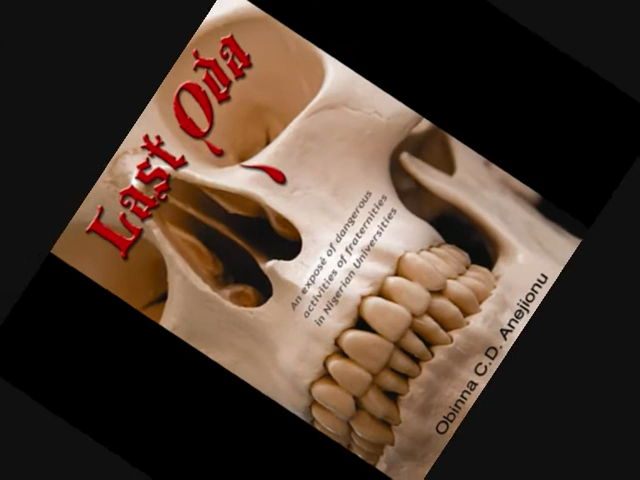 Last Oda
An exposé of dangerous
activities of fraternities
in Nigerian Universities
Obinna C.D. Anejionu